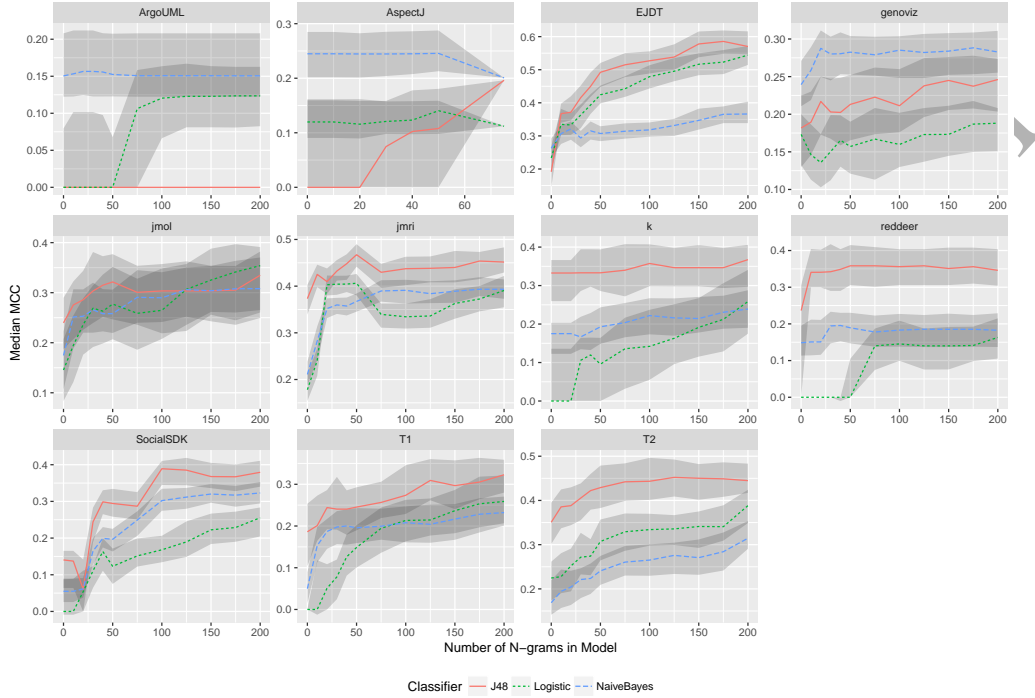 ArgoUML AspectJ EJDT genoviz
0.20
0.15
0.10
0.05
0.00
0 50 100 150 200
0.3
0.2
0.1
0.0
0 20 40 60
0.6
0.5
0.4
0.3
0.2
0 50 100 150 200
0.30
0.25
0.20
0.15
0.10
0 50 100 150 200
jmol jmri k reddeer
0.4
0.3
0.2
0.1
0 50 100 150 200
0.5
0.4
0.3
0.2
0 50 100 150 200
0.4
0.3
0.2
0.1
0.0
0 50 100 150 200
0.4
0.3
0.2
0.1
0.0
0 50 100 150 200
SocialSDK T1 T2
0.4
0.3
0.2
0.1
0.0
0 50 100 150 200
0.3
0.2
0.1
0.0
0 50 100 150 200
0.5
0.4
0.3
0.2
0 50 100 150 200
Median MCC
Number of N−grams in Model
Classifier J48 Logistic NaiveBayes